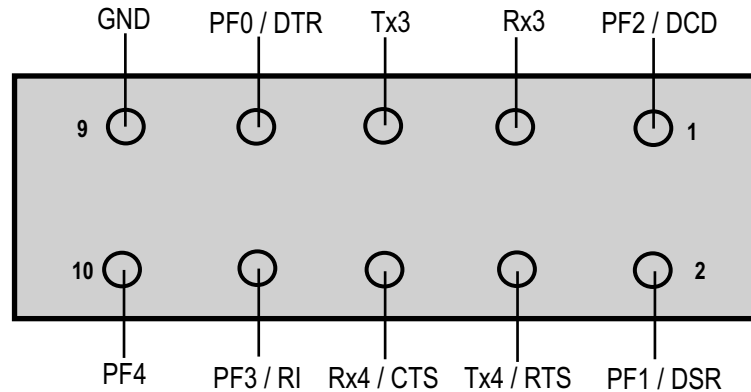 GND PF0 / DTR Tx3 Rx3 PF2 / DCD
9 1
10 2
PF4 PF3 / RI Rx4 / CTS Tx4 / RTS PF1 / DSR